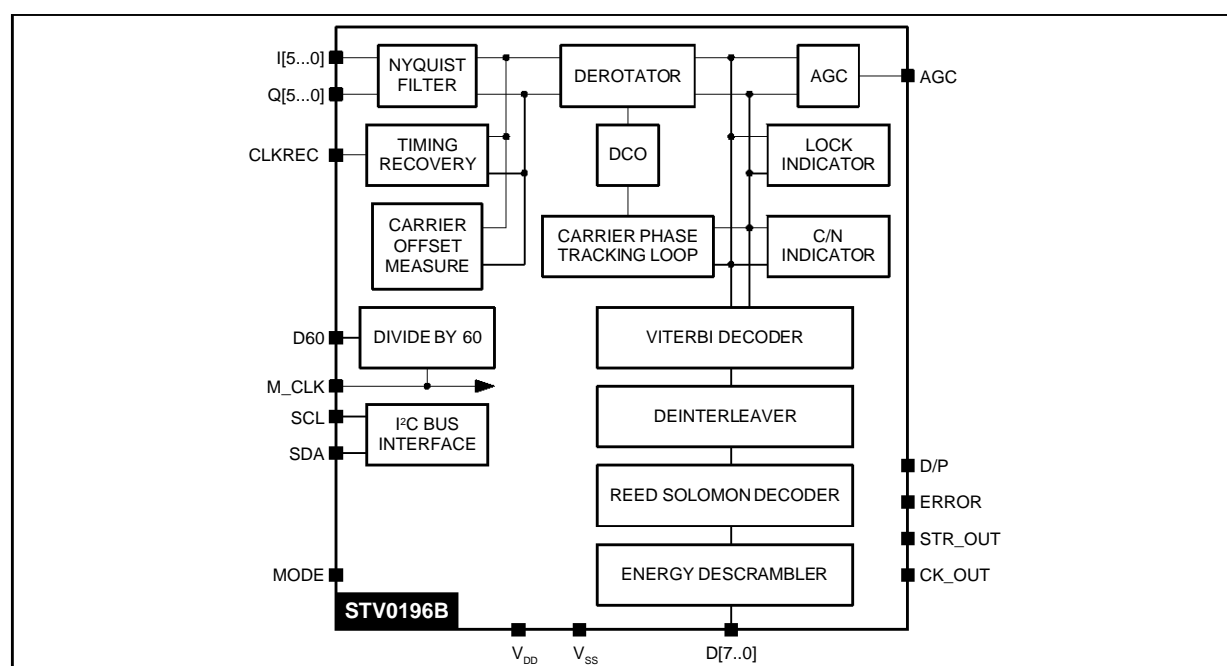 I[5...0]
Q[5...0]
NYQUIST
FILTER
DEROTATOR
AGC
AGC
CLKREC
TIMING
RECOVERY
DCO
LOCK
INDICATOR
CARRIER
OFFSET
MEASURE
CARRIER PHASE
TRACKING LOOP
C/N
INDICATOR
D60
DIVIDE BY 60
VITERBI DECODER
M_CLK
SCL
SDA
I²C BUS
INTERFACE
DEINTERLEAVER
REED SOLOMON DECODER
D/P
ERROR
STR_OUT
CK_OUT
MODE
ENERGY DESCRAMBLER
STV0196B
VDD
VSS
D[7..0]